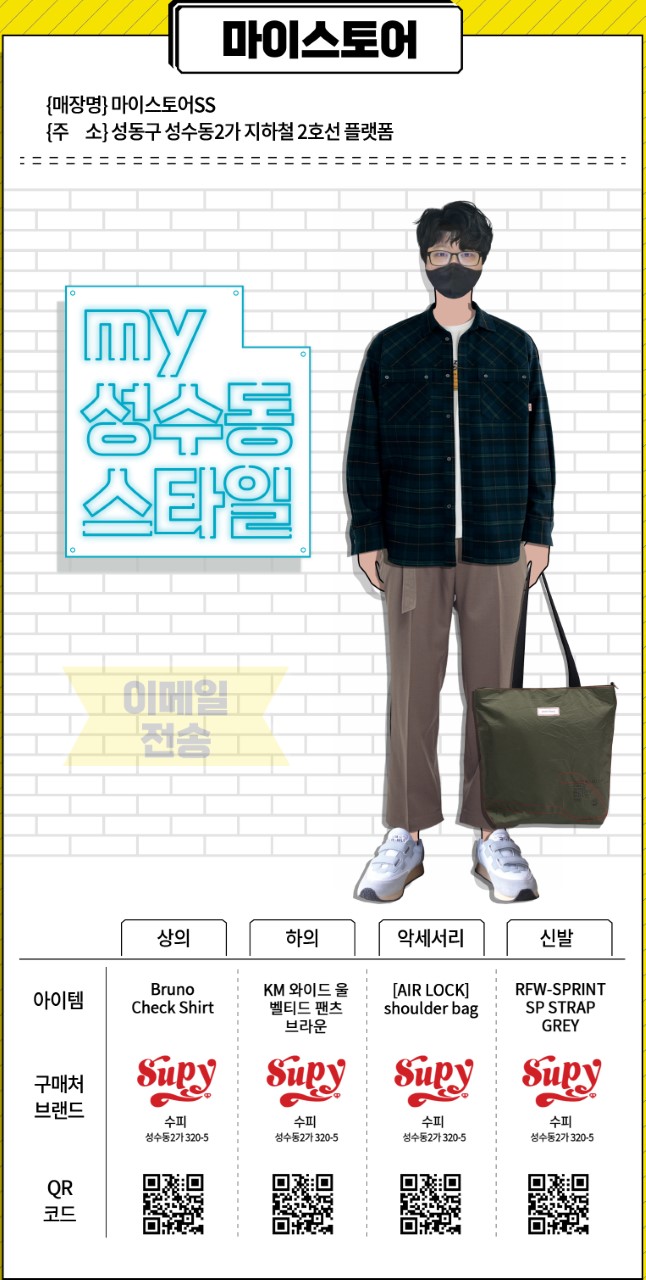 마이스토어
{매장명} 마이스토어SS
{주 소} 성동구 성수동2가 지하철 2호선 플랫폼
my
성수동
스타일
이메일
전송
상의 하의 악세서리 신발
아이템
Bruno
Check Shirt
KM 와이드 울
벨티드 팬츠
브라운
[AIR LOCK]
shoulder bag
RFW-SPRINT
SP STRAP
GREY
구매처
브랜드
Supy Supy Supy Supy
수피 수피 수피 수피
성수동2가 320-5 성수동2가 320-5 성수동2가 320-5 성수동2가 320-5
QR
코드